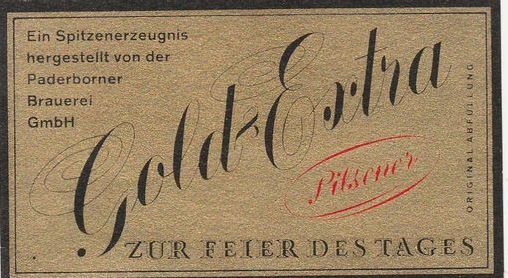 Ein Spitzenerzeugnis
hergestellt von der
Paderborner
Brauerei
GmbH
Gold-Extra
Pilsener
ORIGINALABFÜLLUNG
ZUR FEIER DES TAGES